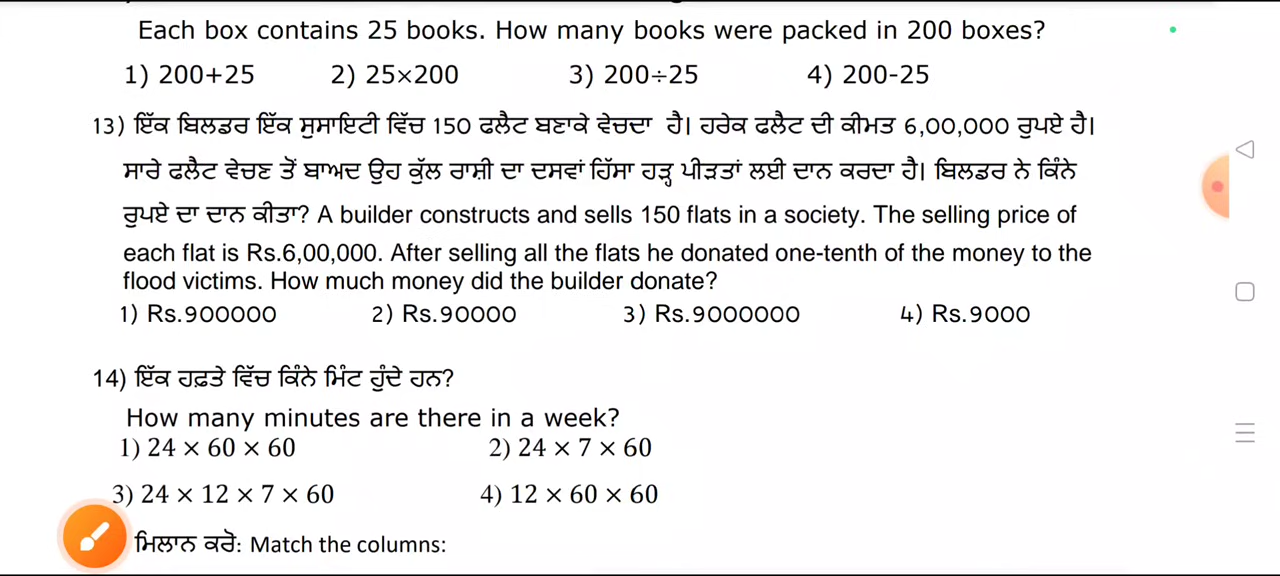 Each box contains 25 books. How many books were packed in 200 boxes?
1) 200+25 2) 25×200 3) 200÷25 4) 200-25
13) ਇੱਕ ਬਿਲਡਰ ਇੱਕ ਸੁਸਾਇਟੀ ਵਿੱਚ 150 ਫਲੈਟ ਬਣਾਕੇ ਵੇਚਦਾ ਹੈ। ਹਰੇਕ ਫਲੈਟ ਦੀ ਕੀਮਤ 6,00,000 ਰੁਪਏ ਹੈ।
ਸਾਰੇ ਫਲੈਟ ਵੇਚਣ ਤੋਂ ਬਾਅਦ ਉਹ ਕੁੱਲ ਰਾਸ਼ੀ ਦਾ ਦਸਵਾਂ ਹਿੱਸਾ ਹੜ੍ਹ ਪੀੜਤਾਂ ਲਈ ਦਾਨ ਕਰਦਾ ਹੈ। ਬਿਲਡਰ ਨੇ ਕਿੰਨੇ
ਰੁਪਏ ਦਾ ਦਾਨ ਕੀਤਾ? A builder constructs and sells 150 flats in a society. The selling price of
each flat is Rs.6,00,000. After selling all the flats he donated one-tenth of the money to the
flood victims. How much money did the builder donate?
1) Rs.900000 2) Rs.90000 3) Rs.9000000 4) Rs.9000
14) ਇੱਕ ਹਫ਼ਤੇ ਵਿੱਚ ਕਿੰਨੇ ਮਿੰਟ ਹੁੰਦੇ ਹਨ?
How many minutes are there in a week?
1) 24 × 60 × 60 2) 24 × 7 × 60
3) 24 × 12 × 7 × 60 4) 12 × 60 × 60
ਮਿਲਾਨ ਕਰੋ: Match the columns: